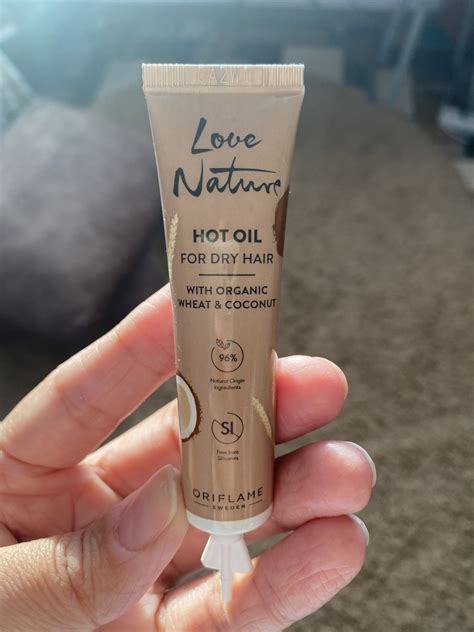 Love
Nature
HOT OIL
FOR DRY HAIR
WITH ORGANIC
WHEAT & COCONUT
96%
Natural Origin
Ingredients
SI
Free from
Silicones
ORIFLAME
SWEDEN